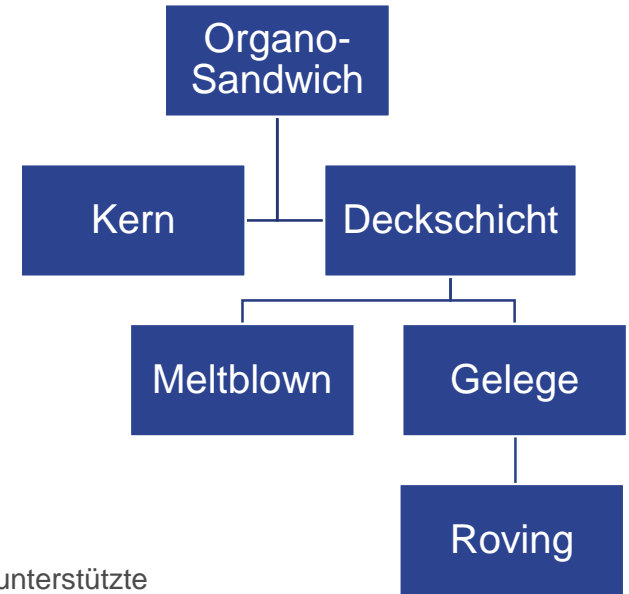 Organo-
Sandwich
Kern
Deckschicht
Meltblown
Gelege
Roving
unterstützte